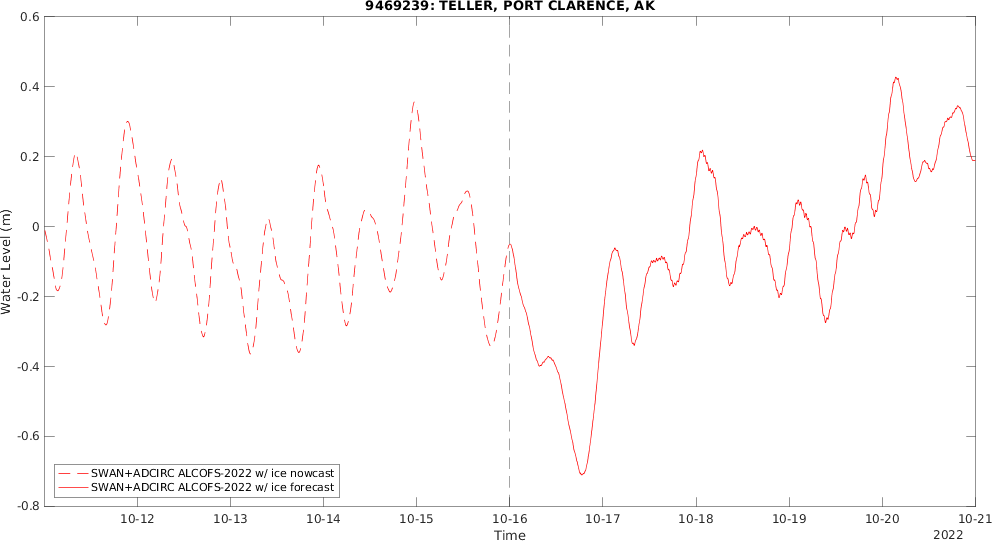 9469239: TELLER, PORT CLARENCE, AK
0.6
0.4
0.2
0
-0.2
-0.4
-0.6
-0.8
Water Level (m)
SWAN+ADCIRC ALCOFS-2022 w/ ice nowcast
SWAN+ADCIRC ALCOFS-2022 w/ ice forecast
10-12 10-13 10-14 10-15 10-16 10-17 10-18 10-19 10-20 10-21
Time
2022